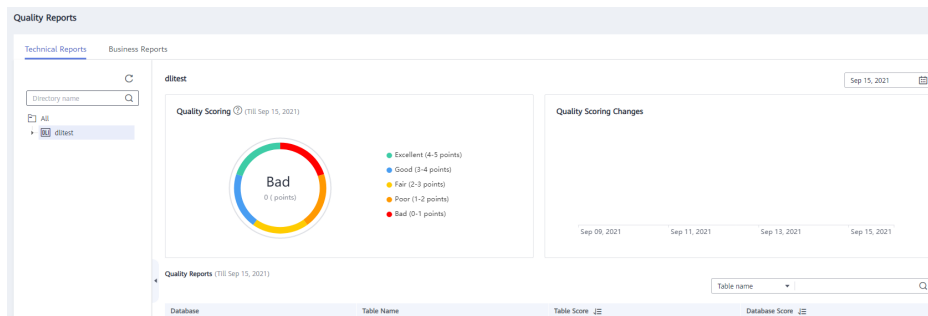 Quality Reports
Technical Reports Business Reports
Directory name
All
DLI dlitest
dlitest
Sep 15, 2021
Quality Scoring ? (Till Sep 15, 2021)
Bad
0 ( points)
Excellent (4-5 points)
Good (3-4 points)
Fair (2-3 points)
Poor (1-2 points)
Bad (0-1 points)
Quality Scoring Changes
Sep 09, 2021 Sep 11, 2021 Sep 13, 2021 Sep 15, 2021
Quality Reports (Till Sep 15, 2021)
Table name
Database Table Name Table Score Database Score